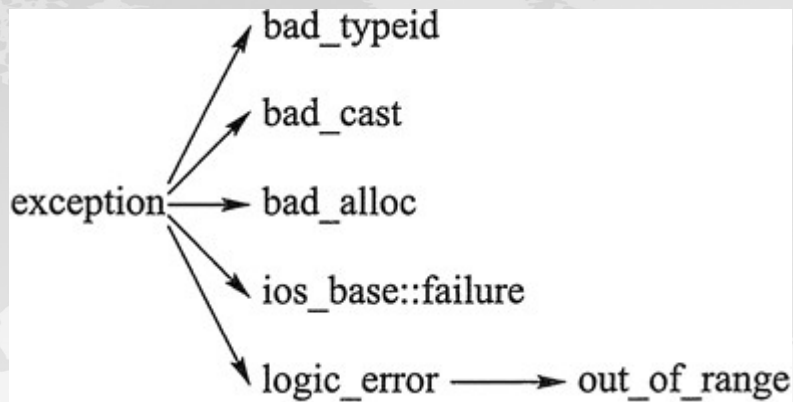 bad_typeid
bad_cast
exception
bad_alloc
ios_base::failure
logic_error
out_of_range